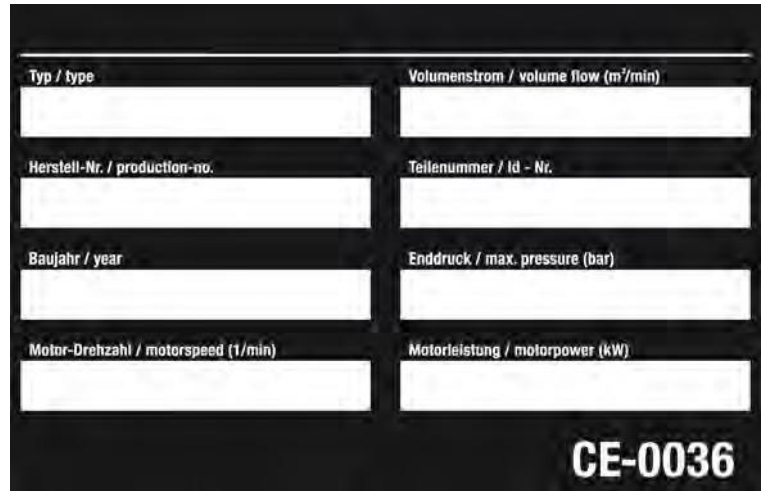 Typ / type
Volumenstrom / volume flow (m³/min)
Herstell-Nr. / production-no.
Teilenummer / Id - Nr.
Baujahr / year
Enddruck / max. pressure (bar)
Motor-Drehzahl / motorspeed (1/min)
Motorleistung / motorpower (kW)
CE-0036